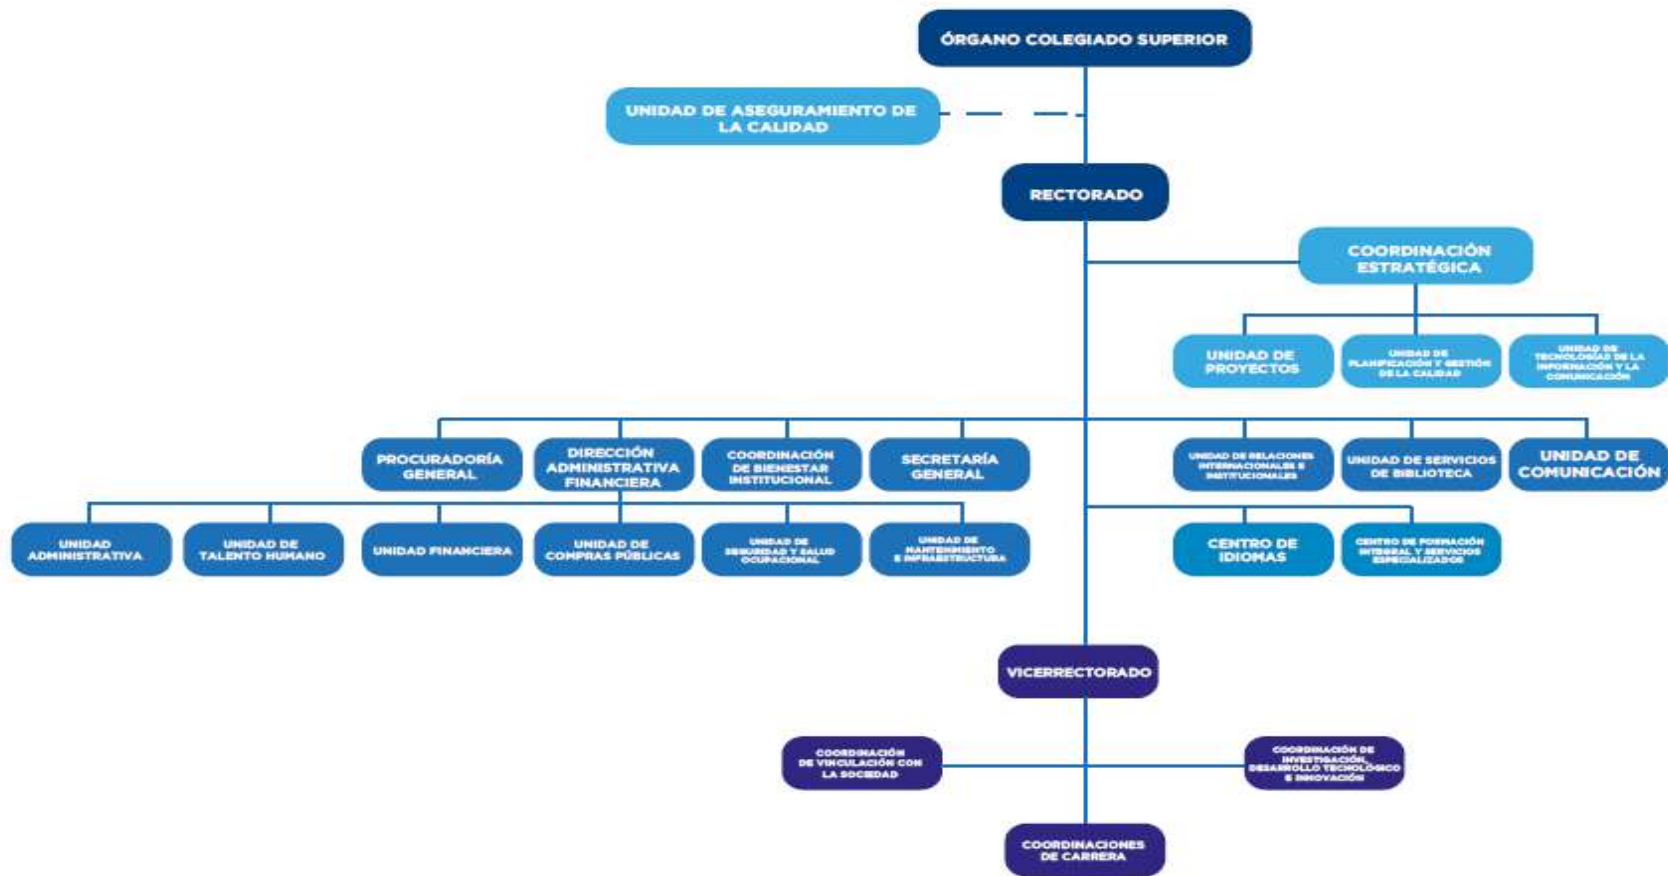 ÓRGANO COLEGIADO SUPERIOR
UNIDAD DE ASEGURAMIENTO DE
LA CALIDAD
RECTORADO
COORDINACIÓN
ESTRATÉGICA
UNIDAD DE
PROYECTOS
UNIDAD DE
PLANIFICACIÓN Y GESTIÓN
DE LA CALIDAD
UNIDAD DE
TECNOLOGÍAS DE LA
INFORMACIÓN Y LA
COMUNICACIÓN
PROCURADORÍA
GENERAL
DIRECCIÓN
ADMINISTRATIVA
FINANCIERA
COORDINACIÓN
DE BIENESTAR
INSTITUCIONAL
SECRETARÍA
GENERAL
UNIDAD DE RELACIONES
INTERNACIONALES E
INSTITUCIONALES
UNIDAD DE SERVICIOS
DE BIBLIOTECA
UNIDAD DE
COMUNICACIÓN
UNIDAD
ADMINISTRATIVA
UNIDAD DE
TALENTO HUMANO
UNIDAD FINANCIERA
UNIDAD DE
COMPRAS PÚBLICAS
UNIDAD DE
SEGURIDAD Y SALUD
OCUPACIONAL
UNIDAD DE
MANTENIMIENTO
E INFRAESTRUCTURA
CENTRO DE
IDIOMAS
CENTRO DE FORMACIÓN
INTEGRAL Y SERVICIOS
ESPECIALIZADOS
VICERRECTORADO
COORDINACIÓN
DE VINCULACIÓN CON
LA SOCIEDAD
COORDINACIÓN DE
INVESTIGACIÓN,
DESARROLLO TECNOLÓGICO
E INNOVACIÓN
COORDINACIONES
DE CARRERA